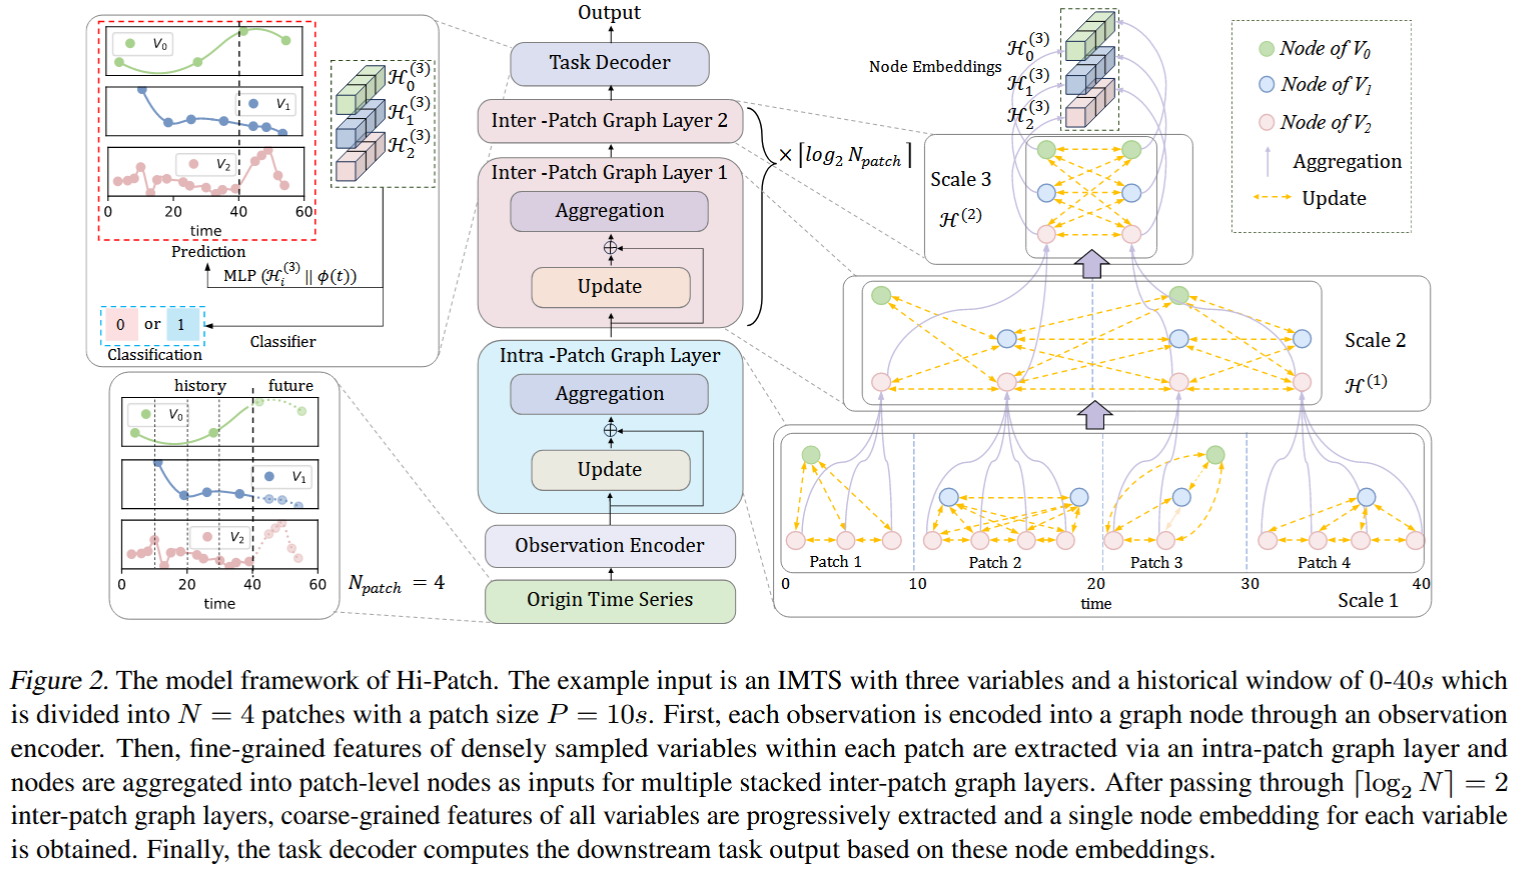 Output
Task Decoder
Inter -Patch Graph Layer 2
× ⌈log₂ N_patch⌉
Inter -Patch Graph Layer 1
Aggregation
⊕
Update
Intra -Patch Graph Layer
Aggregation
⊕
Update
Observation Encoder
Origin Time Series
V₀
V₁
V₂
0 20 40 60
time
Prediction
ℋ₀⁽³⁾
ℋ₁⁽³⁾
ℋ₂⁽³⁾
MLP (ℋᵢ⁽³⁾ || ϕ(t))
0 or 1
Classification
Classifier
history future
V₀
V₁
V₂
0 20 40 60
time
N_patch = 4
Node Embeddings
ℋ₀⁽³⁾
ℋ₁⁽³⁾
ℋ₂⁽³⁾
Scale 3
ℋ⁽²⁾
Scale 2
ℋ⁽¹⁾
Patch 1 Patch 2 Patch 3 Patch 4
0 10 20 30 40
time
Scale 1
Node of V₀
Node of V₁
Node of V₂
Aggregation
Update
Figure 2. The model framework of Hi-Patch. The example input is an IMTS with three variables and a historical window of 0-40s which
is divided into N = 4 patches with a patch size P = 10s. First, each observation is encoded into a graph node through an observation
encoder. Then, fine-grained features of densely sampled variables within each patch are extracted via an intra-patch graph layer and
nodes are aggregated into patch-level nodes as inputs for multiple stacked inter-patch graph layers. After passing through ⌈log₂ N⌉ = 2
inter-patch graph layers, coarse-grained features of all variables are progressively extracted and a single node embedding for each variable
is obtained. Finally, the task decoder computes the downstream task output based on these node embeddings.